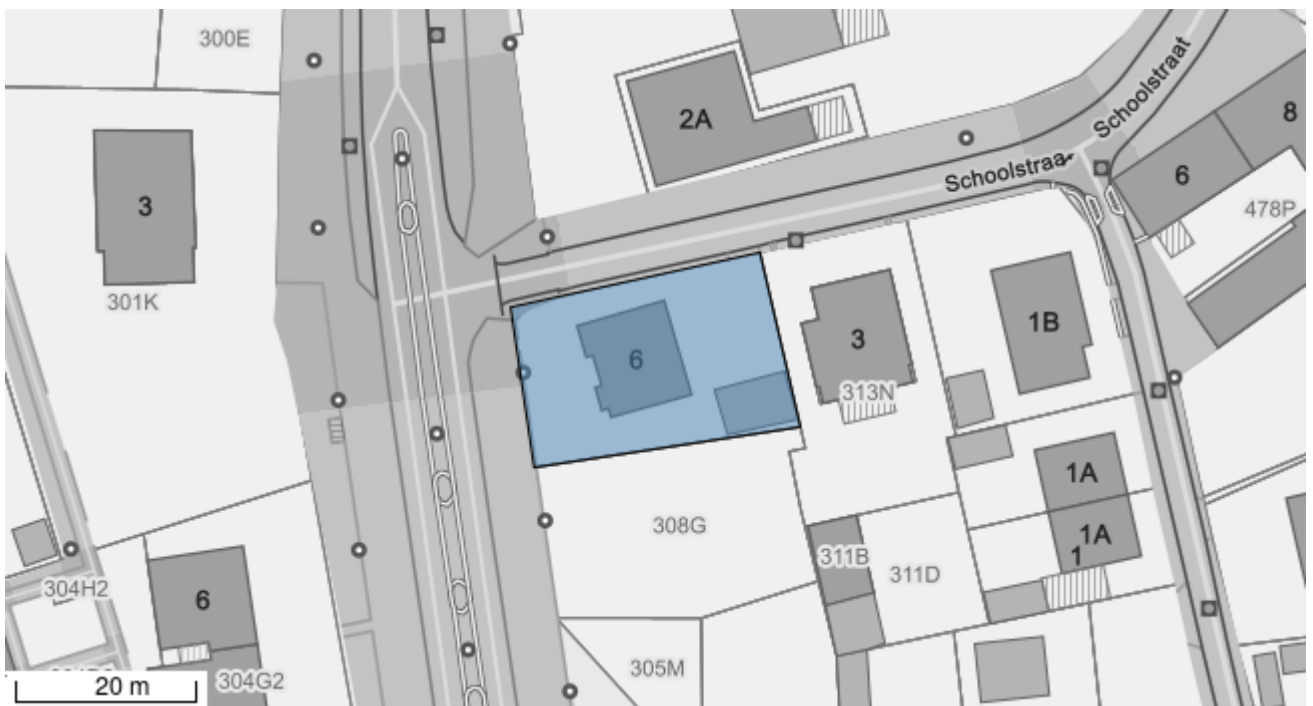 300E
Schoolstraat
8
2A
Schoolstraa
6
3
478P
301K
1B
3
6
313N
1A
308G
1A
1
311B
311D
304H2
6
305M
304G2
20 m